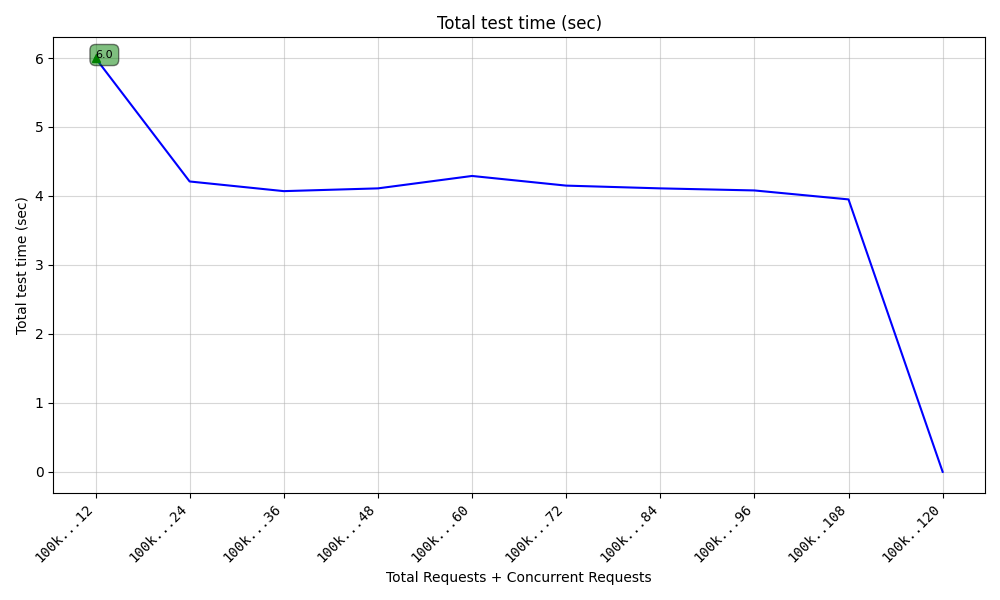 Total test time (sec)
6.0
6
5
4
3
2
1
0
Total test time (sec)
100k...12
100k...24
100k...36
100k...48
100k...60
100k...72
100k...84
100k...96
100k..108
100k..120
Total Requests + Concurrent Requests